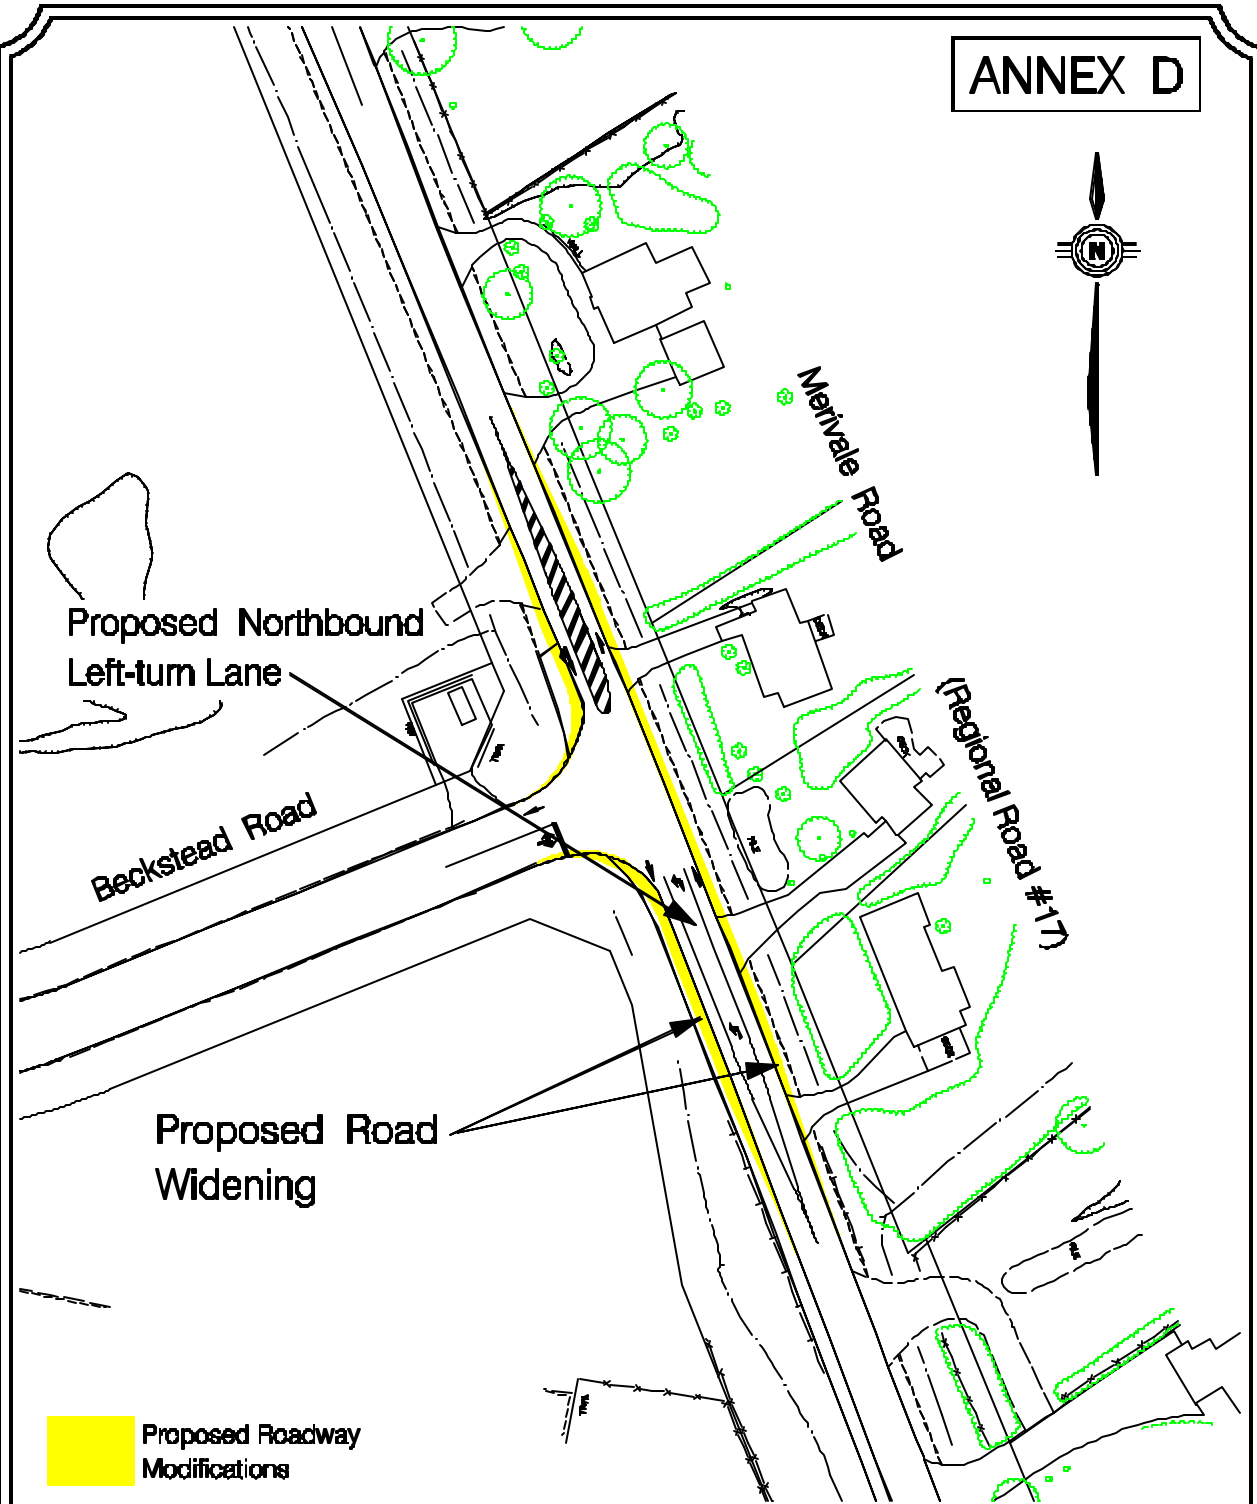 ANNEX D
N
Merivale Road
(Regional Road #17)
Proposed Northbound
Left-turn Lane
Beckstead Road
Proposed Road
Widening
Proposed Roadway
Modifications